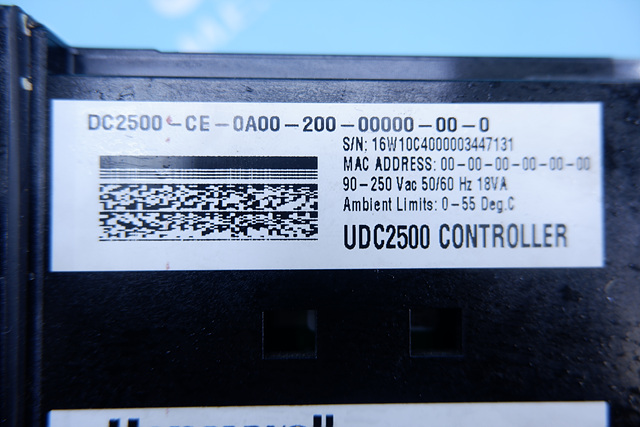 DC2500-CE-0A00-200-00000-00-0
S/N: 16W10C4000003447131
MAC ADDRESS: 00-00-00-00-00-00
90-250 Vac 50/60 Hz 18VA
Ambient Limits: 0-55 Deg.C
UDC2500 CONTROLLER